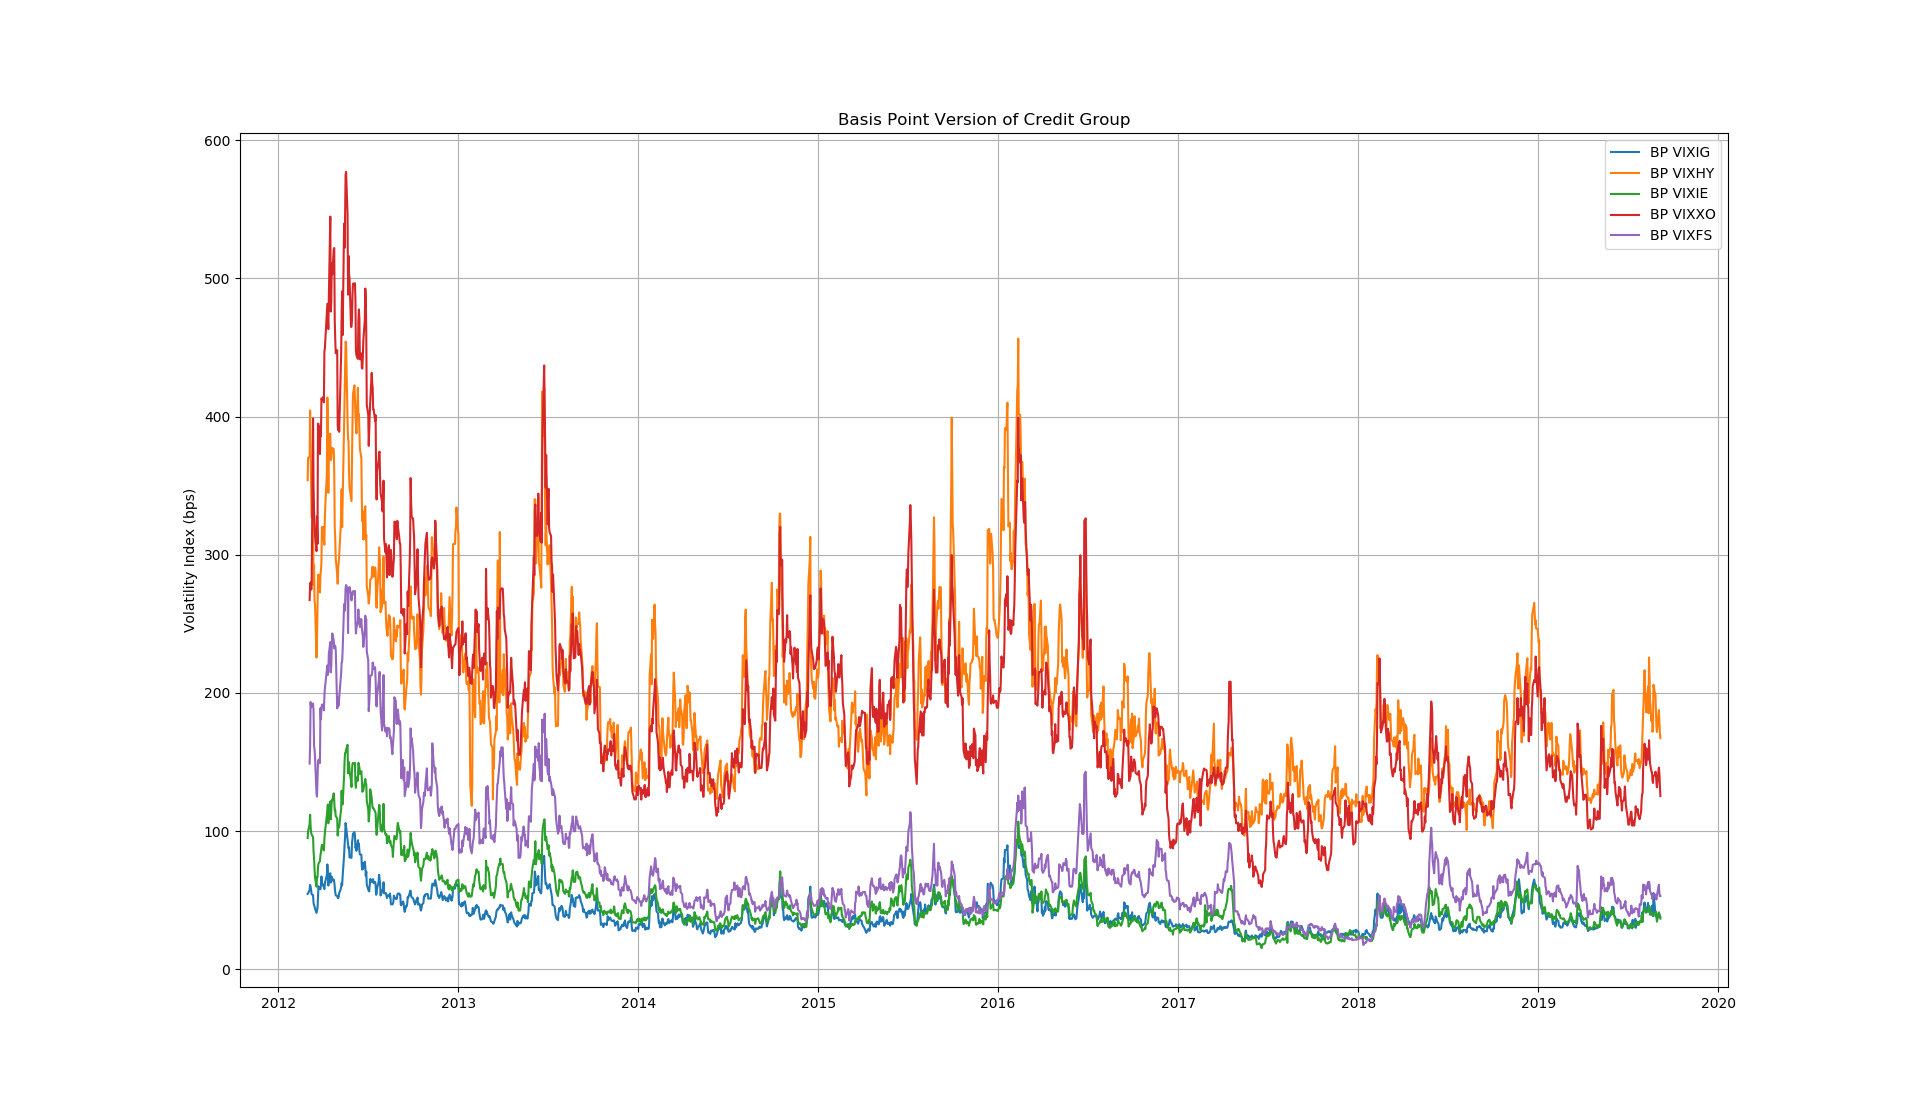 Basis Point Version of Credit Group
BP VIXIG
BP VIXHY
BP VIXIE
BP VIXXO
BP VIXFS
Volatility Index (bps)
600
500
400
300
200
100
0
2012 2013 2014 2015 2016 2017 2018 2019 2020